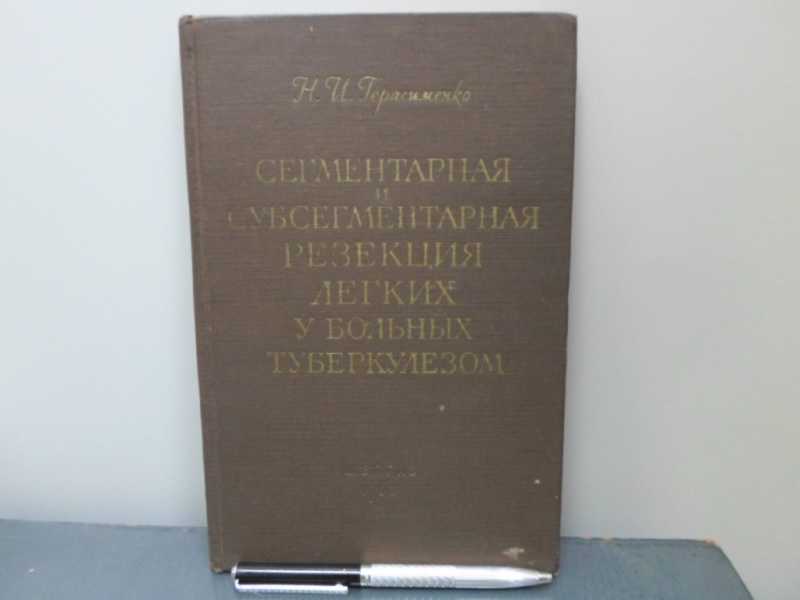 Н. И. Герасименко
СЕГМЕНТАРНАЯ
И
СУБСЕГМЕНТАРНАЯ
РЕЗЕКЦИЯ
ЛЕГКИХ
У БОЛЬНЫХ
ТУБЕРКУЛЕЗОМ